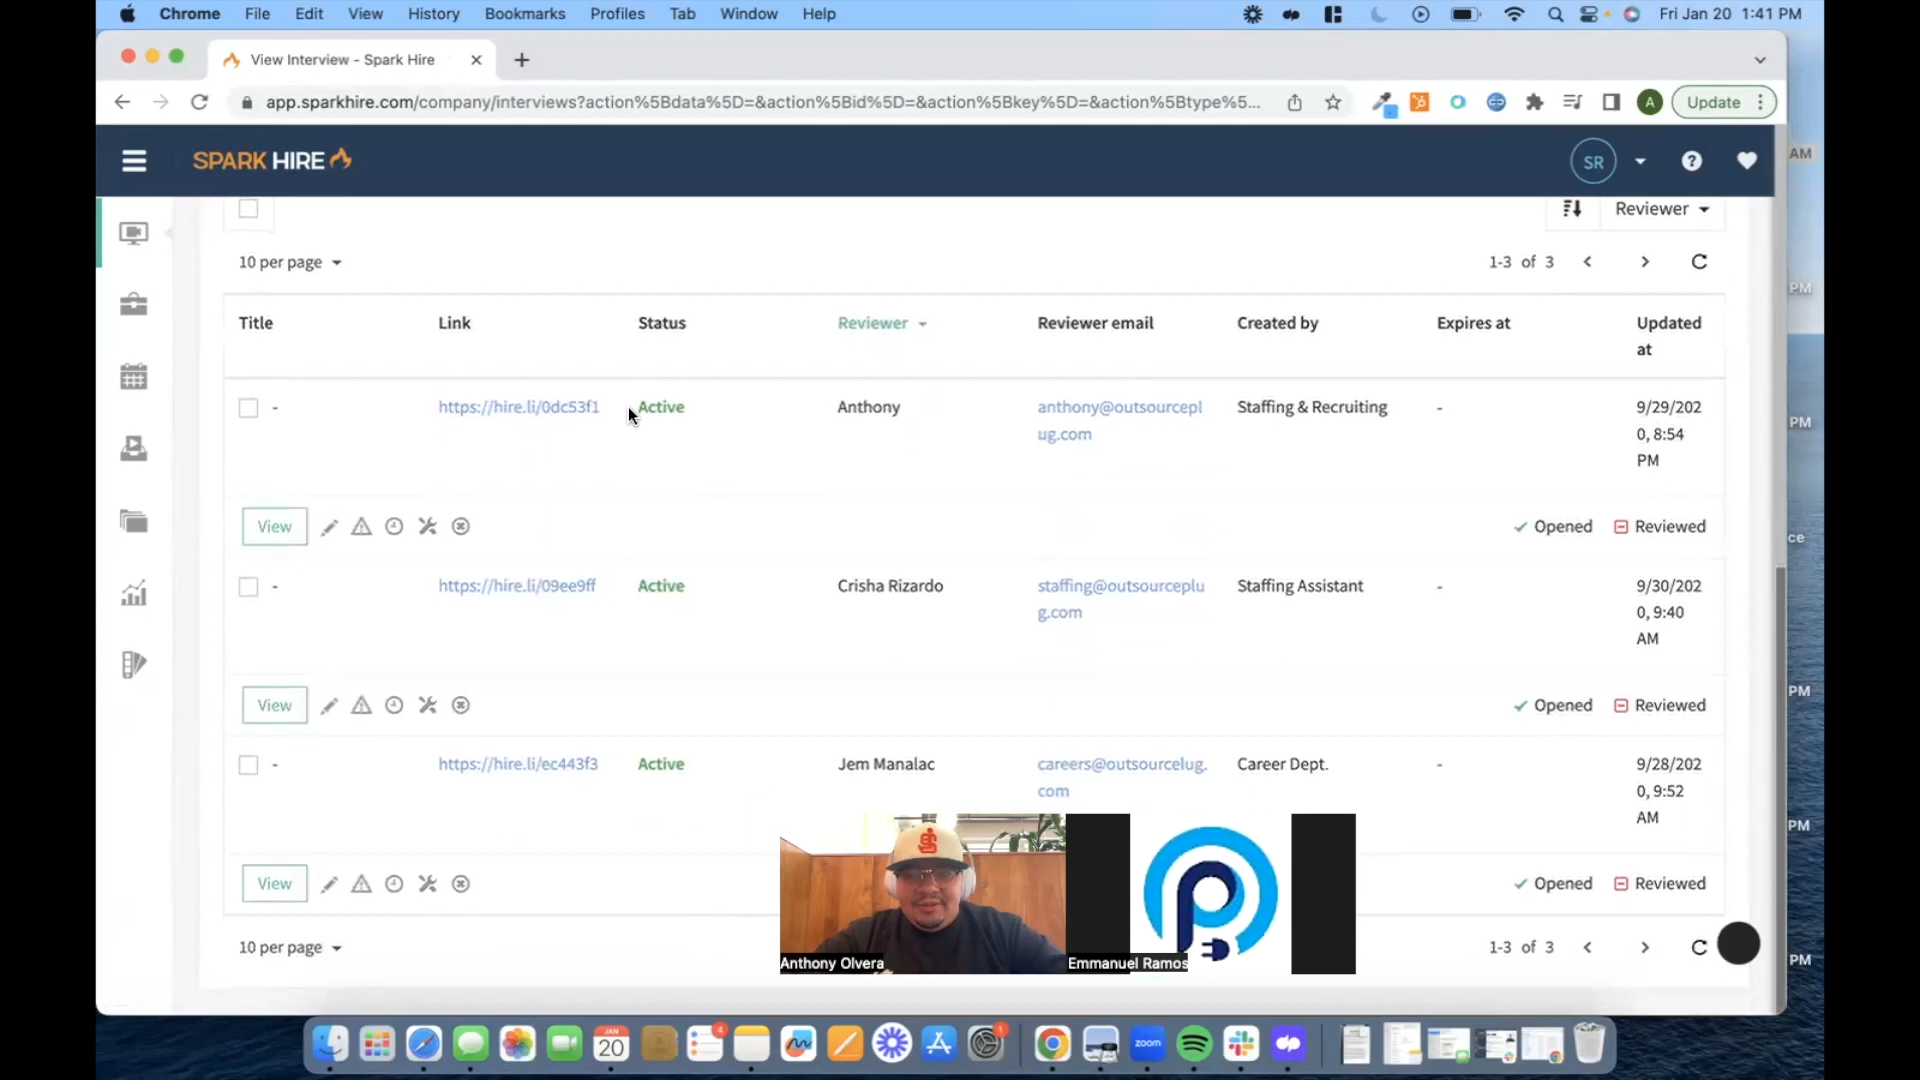 Chrome File Edit View History Bookmarks Profiles Tab Window Help Fri Jan 20 1:41 PM
View Interview - Spark Hire
app.sparkhire.com/company/interviews?action%5Bdata%5D=&action%5Bid%5D=&action%5Bkey%5D=&action%5Btype%5... A Update
SPARK HIRE SR ?
AM
Reviewer
10 per page 1-3 of 3
PM
Title Link Status Reviewer Reviewer email Created by Expires at Updated
at
- https://hire.li/0dc53f1 Active Anthony anthony@outsourcepl Staffing & Recruiting - 9/29/202
PM
ug.com 0, 8:54
PM
View Opened Reviewed
ce
- https://hire.li/09ee9ff Active Crisha Rizardo staffing@outsourceplu Staffing Assistant - 9/30/202
g.com 0, 9:40
AM
View Opened Reviewed
PM
- https://hire.li/ec443f3 Active Jem Manalac careers@outsourcelug. Career Dept. - 9/28/202
com 0, 9:52
AM
PM
View Opened Reviewed
10 per page 1-3 of 3
Anthony Olvera Emmanuel Ramos
PM
JAN
20
4
1
zoom